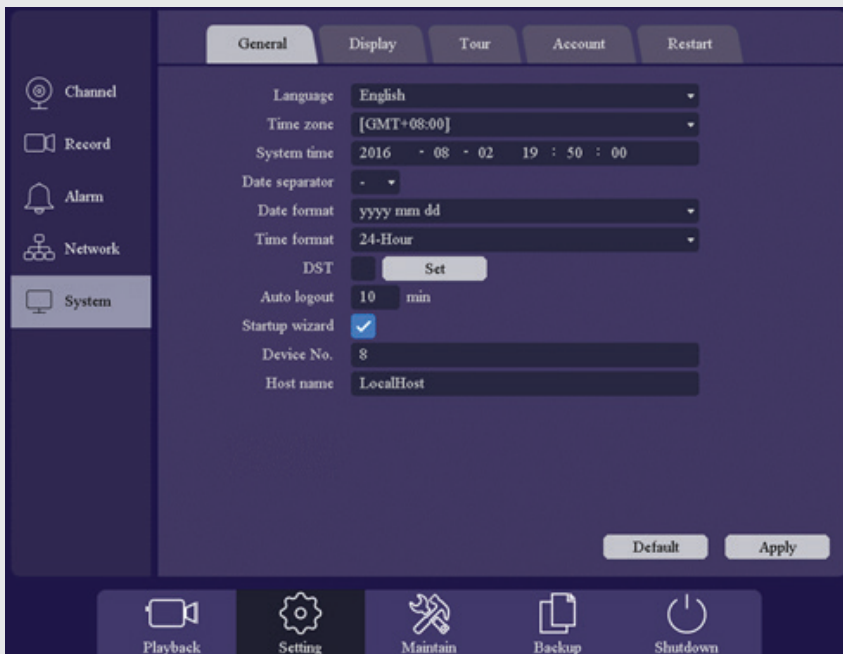 General Display Tour Account Restart
Channel
Record
Alarm
Network
System
Language English
Time zone [GMT+08:00]
System time 2016 - 08 - 02 19 : 50 : 00
Date separator -
Date format yyyy mm dd
Time format 24-Hour
DST Set
Auto logout 10 min
Startup wizard
Device No. 8
Host name LocalHost
Default Apply
Playback Setting Maintain Backup Shutdown